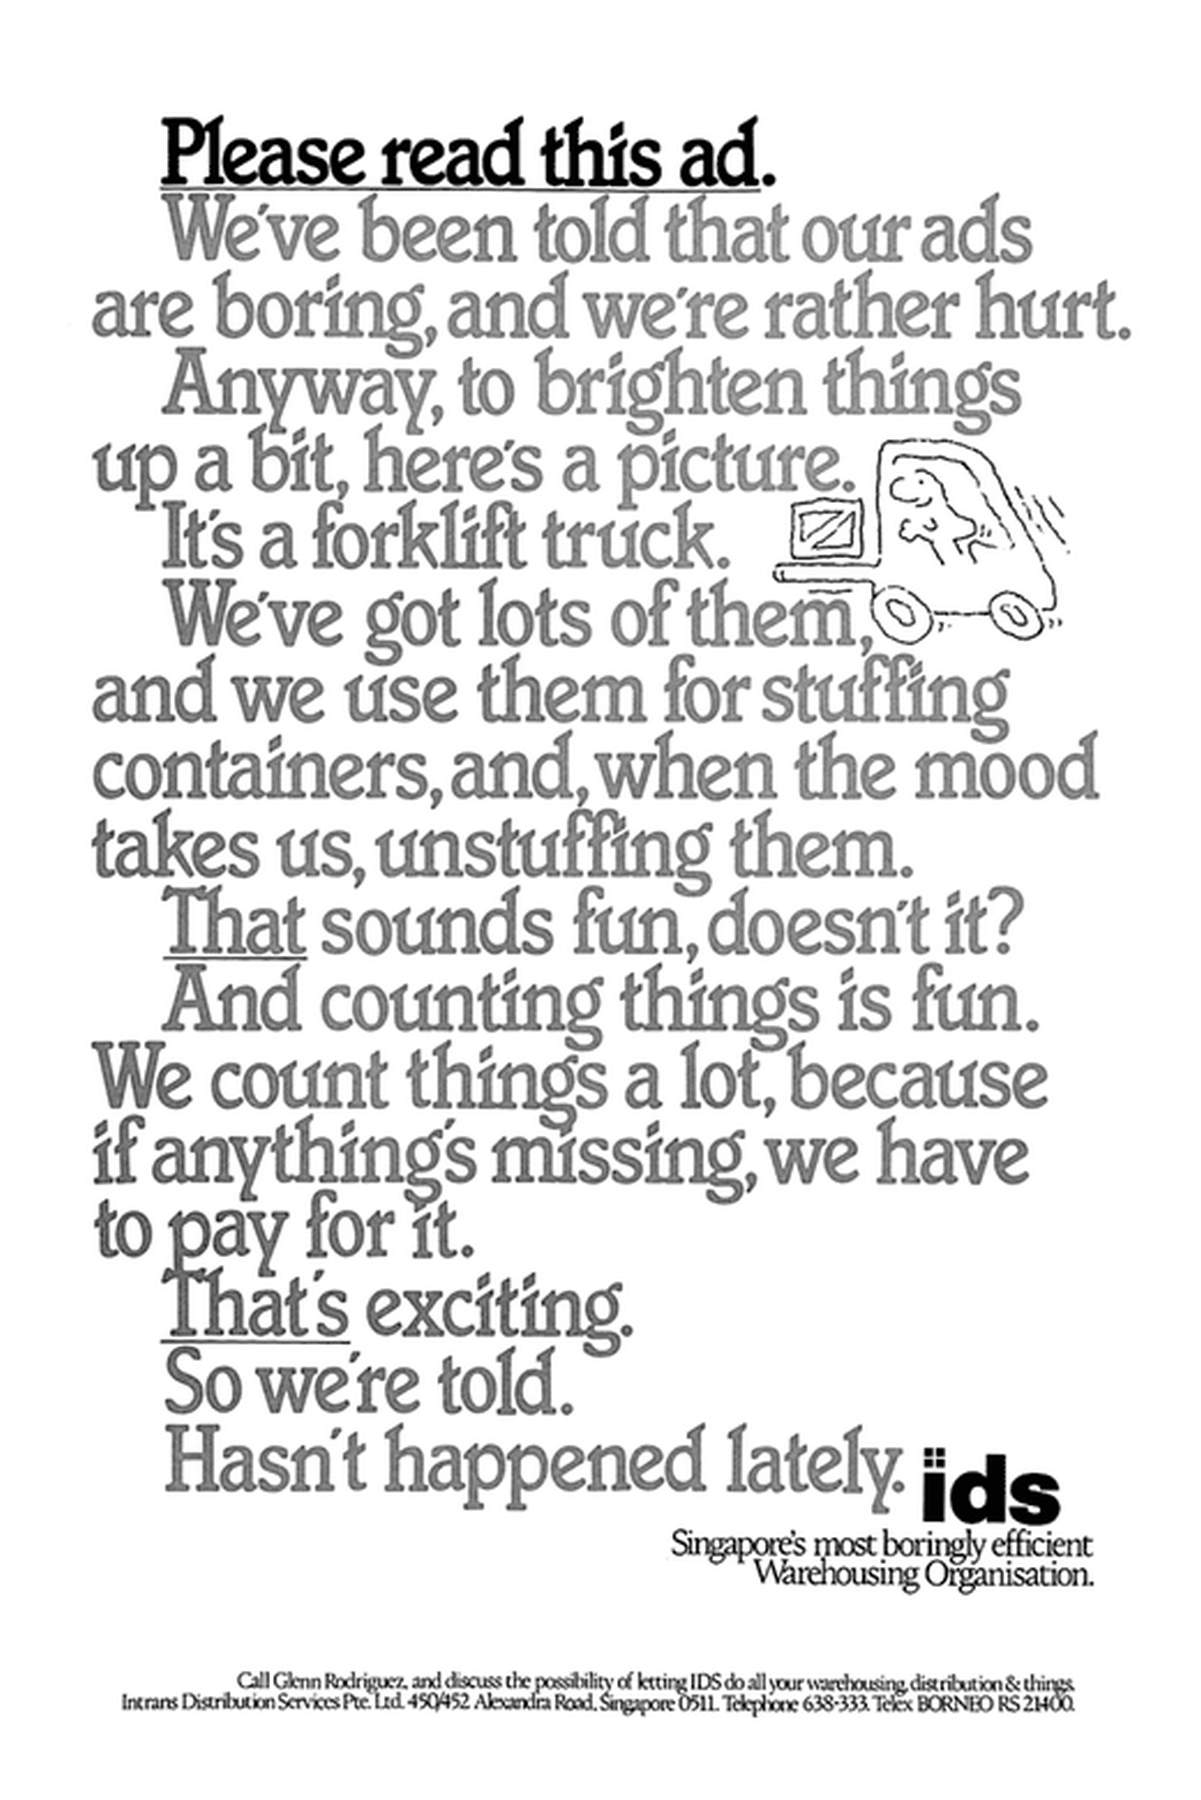 Please read this ad.
We've been told that our ads
are boring, and we're rather hurt.
Anyway, to brighten things
up a bit, here's a picture.
It's a forklift truck.
We've got lots of them,
and we use them for stuffing
containers, and, when the mood
takes us, unstuffing them.
That sounds fun, doesn't it?
And counting things is fun.
We count things a lot, because
if anything's missing, we have
to pay for it.
That's exciting.
So we're told.
Hasn't happened lately.
ids
Singapore's most boringly efficient
Warehousing Organisation.
Call Glenn Rodriguez, and discuss the possibility of letting IDS do all your warehousing, distribution & things.
Intrans Distribution Services Pte. Ltd. 450/452 Alexandra Road, Singapore 0511. Telephone 638-333. Telex BORNEO RS 21400.